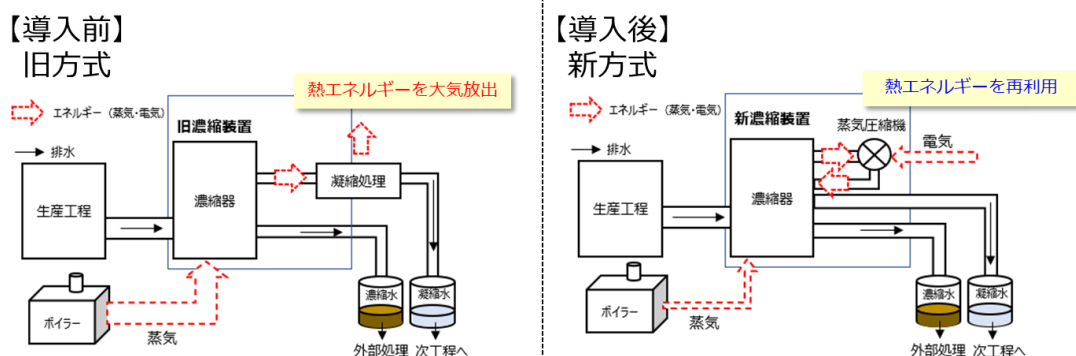 【導入前】
旧方式
熱エネルギーを大気放出
エネルギー（蒸気・電気）
旧濃縮装置
排水
生産工程
濃縮器
凝縮処理
ボイラー
蒸気
濃縮水
凝縮水
外部処理
次工程へ
【導入後】
新方式
熱エネルギーを再利用
エネルギー（蒸気・電気）
新濃縮装置
蒸気圧縮機
電気
排水
生産工程
濃縮器
ボイラー
蒸気
濃縮水
凝縮水
外部処理
次工程へ